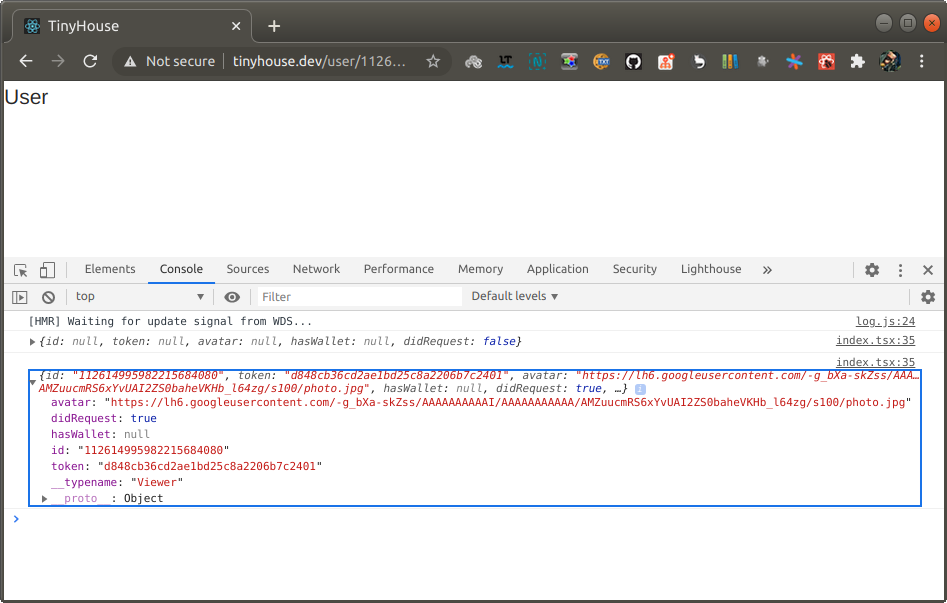 TinyHouse
Not secure tinyhouse.dev/user/1126...
User
Elements Console Sources Network Performance Memory Application Security Lighthouse »
top Filter Default levels
[HMR] Waiting for update signal from WDS... log.js:24
{id: null, token: null, avatar: null, hasWallet: null, didRequest: false} index.tsx:35
index.tsx:35
{id: "112614995982215684080", token: "d848cb36cd2ae1bd25c8a2206b7c2401", avatar: "https://lh6.googleusercontent.com/-g_bXa-skZss/AAA…
AMZuucmRS6xYvUAI2ZS0baheVKHb_l64zg/s100/photo.jpg", hasWallet: null, didRequest: true, …}
avatar: "https://lh6.googleusercontent.com/-g_bXa-skZss/AAAAAAAAAAI/AAAAAAAAAAA/AMZuucmRS6xYvUAI2ZS0baheVKHb_l64zg/s100/photo.jpg"
didRequest: true
hasWallet: null
id: "112614995982215684080"
token: "d848cb36cd2ae1bd25c8a2206b7c2401"
__typename: "Viewer"
__proto__: Object